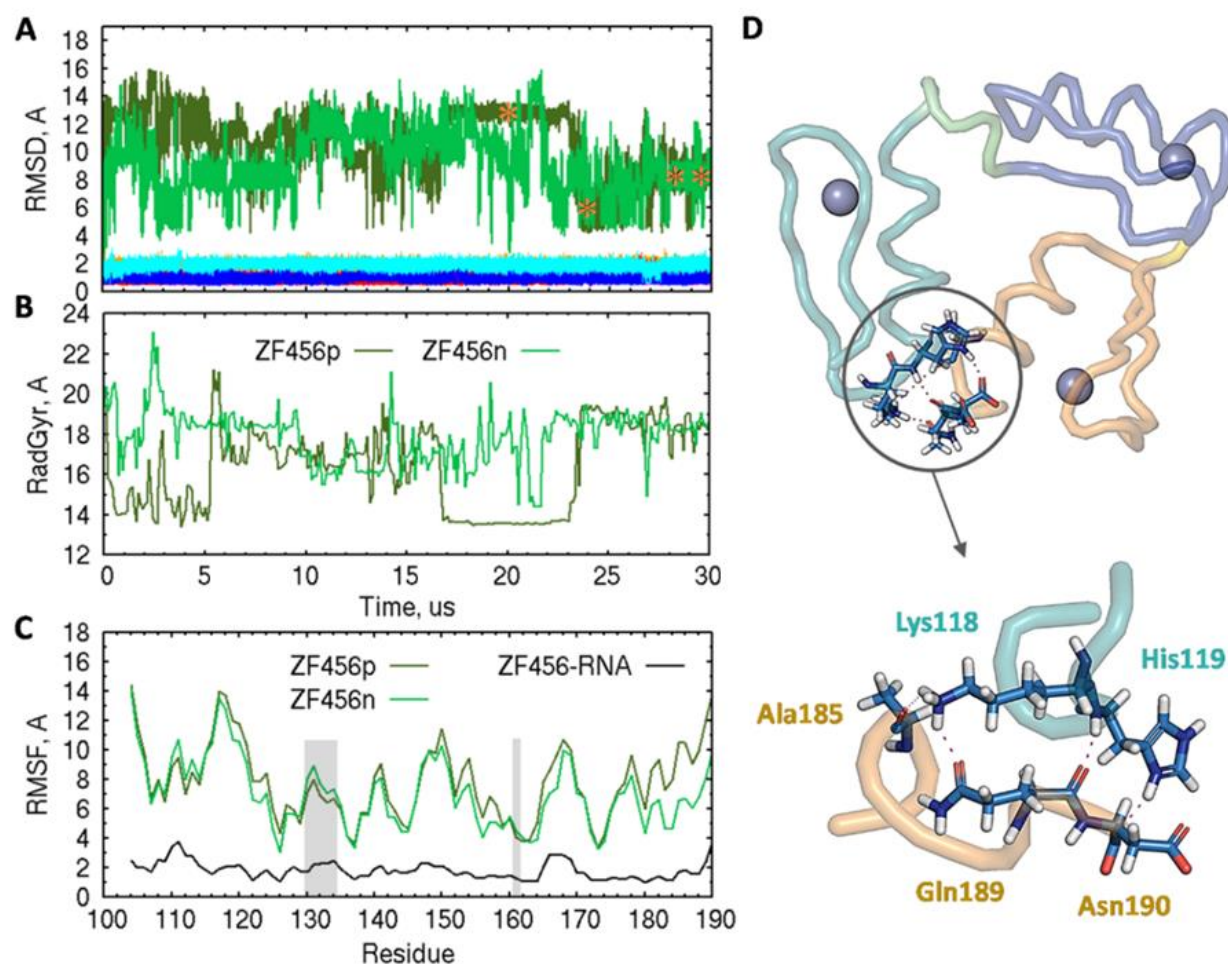 A
RMSD, A
18
16
14
12
10
8
6
4
2
0
*
*
*
*
B
RadGyr, A
24
22
20
18
16
14
12
ZF456p
ZF456n
0 5 10 15 20 25 30
Time, us
C
RMSF, A
18
16
14
12
10
8
6
4
2
0
ZF456p
ZF456-RNA
ZF456n
100 110 120 130 140 150 160 170 180 190
Residue
D
Lys118
His119
Ala185
Gln189
Asn190